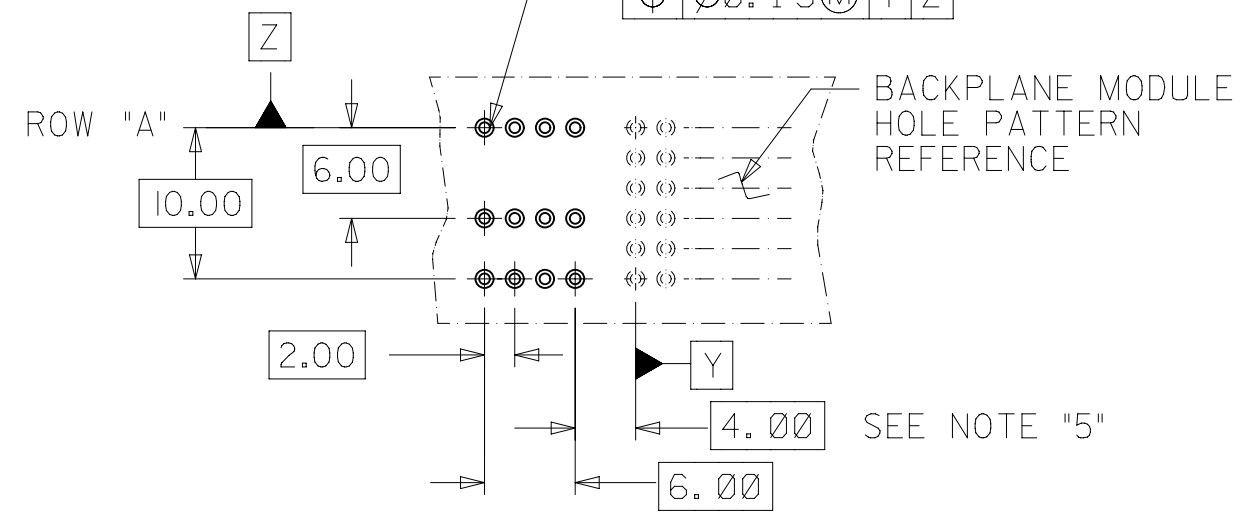 Z
ROW "A"
6.00
10.00
BACKPLANE MODULE
HOLE PATTERN
REFERENCE
2.00
Y
4.00 SEE NOTE "5"
6.00